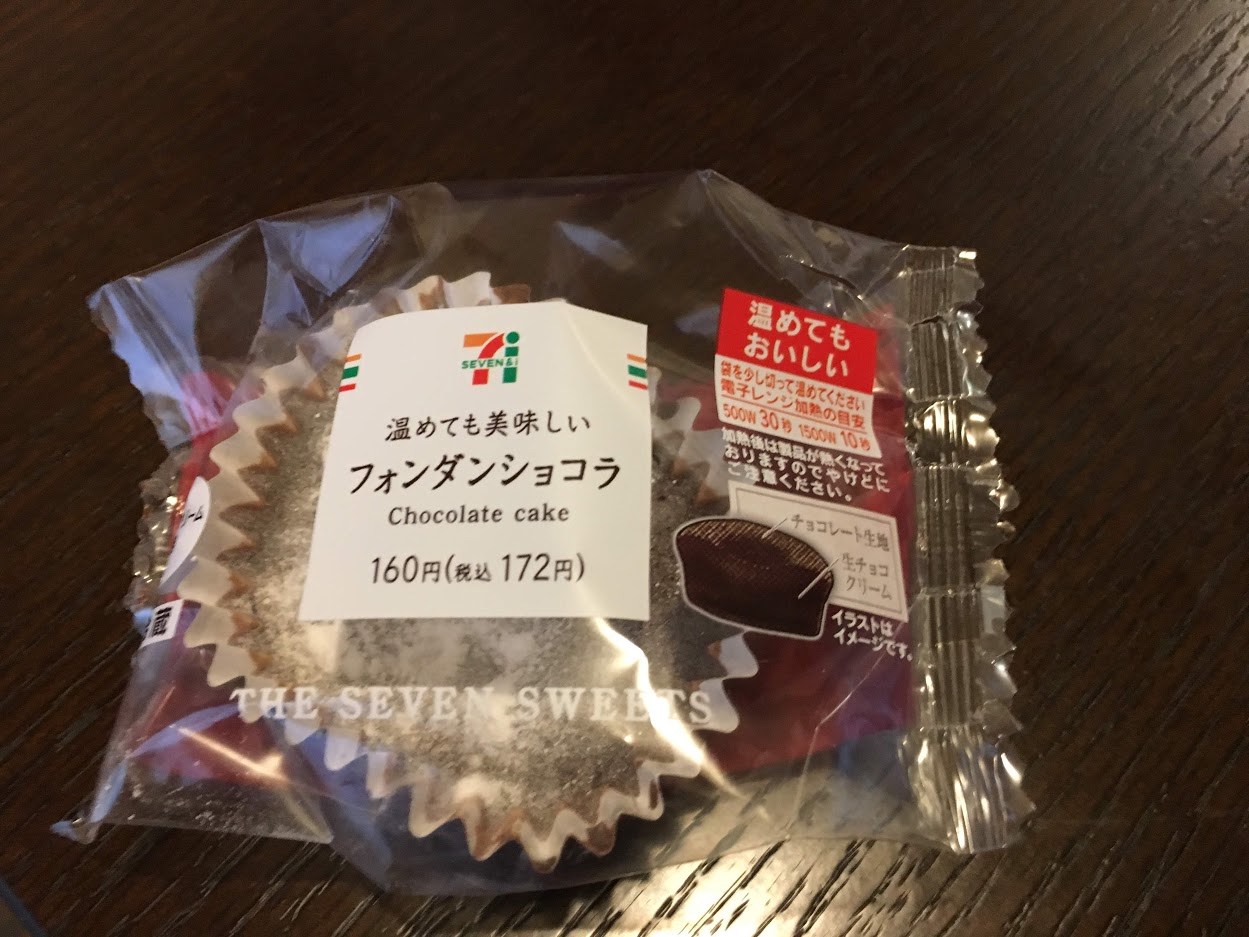 SEVEN&i
温めても美味しい
フォンダンショコラ
Chocolate cake
160円(税込 172円)
THE SEVEN SWEETS
温めても
おいしい
袋を少し切って温めてください
電子レンジ加熱の目安
500W 30秒 1500W 10秒
加熱後は製品が熱くなって
おりますのでやけどに
ご注意ください。
チョコレート生地
生チョコ
クリーム
イラストは
イメージです。